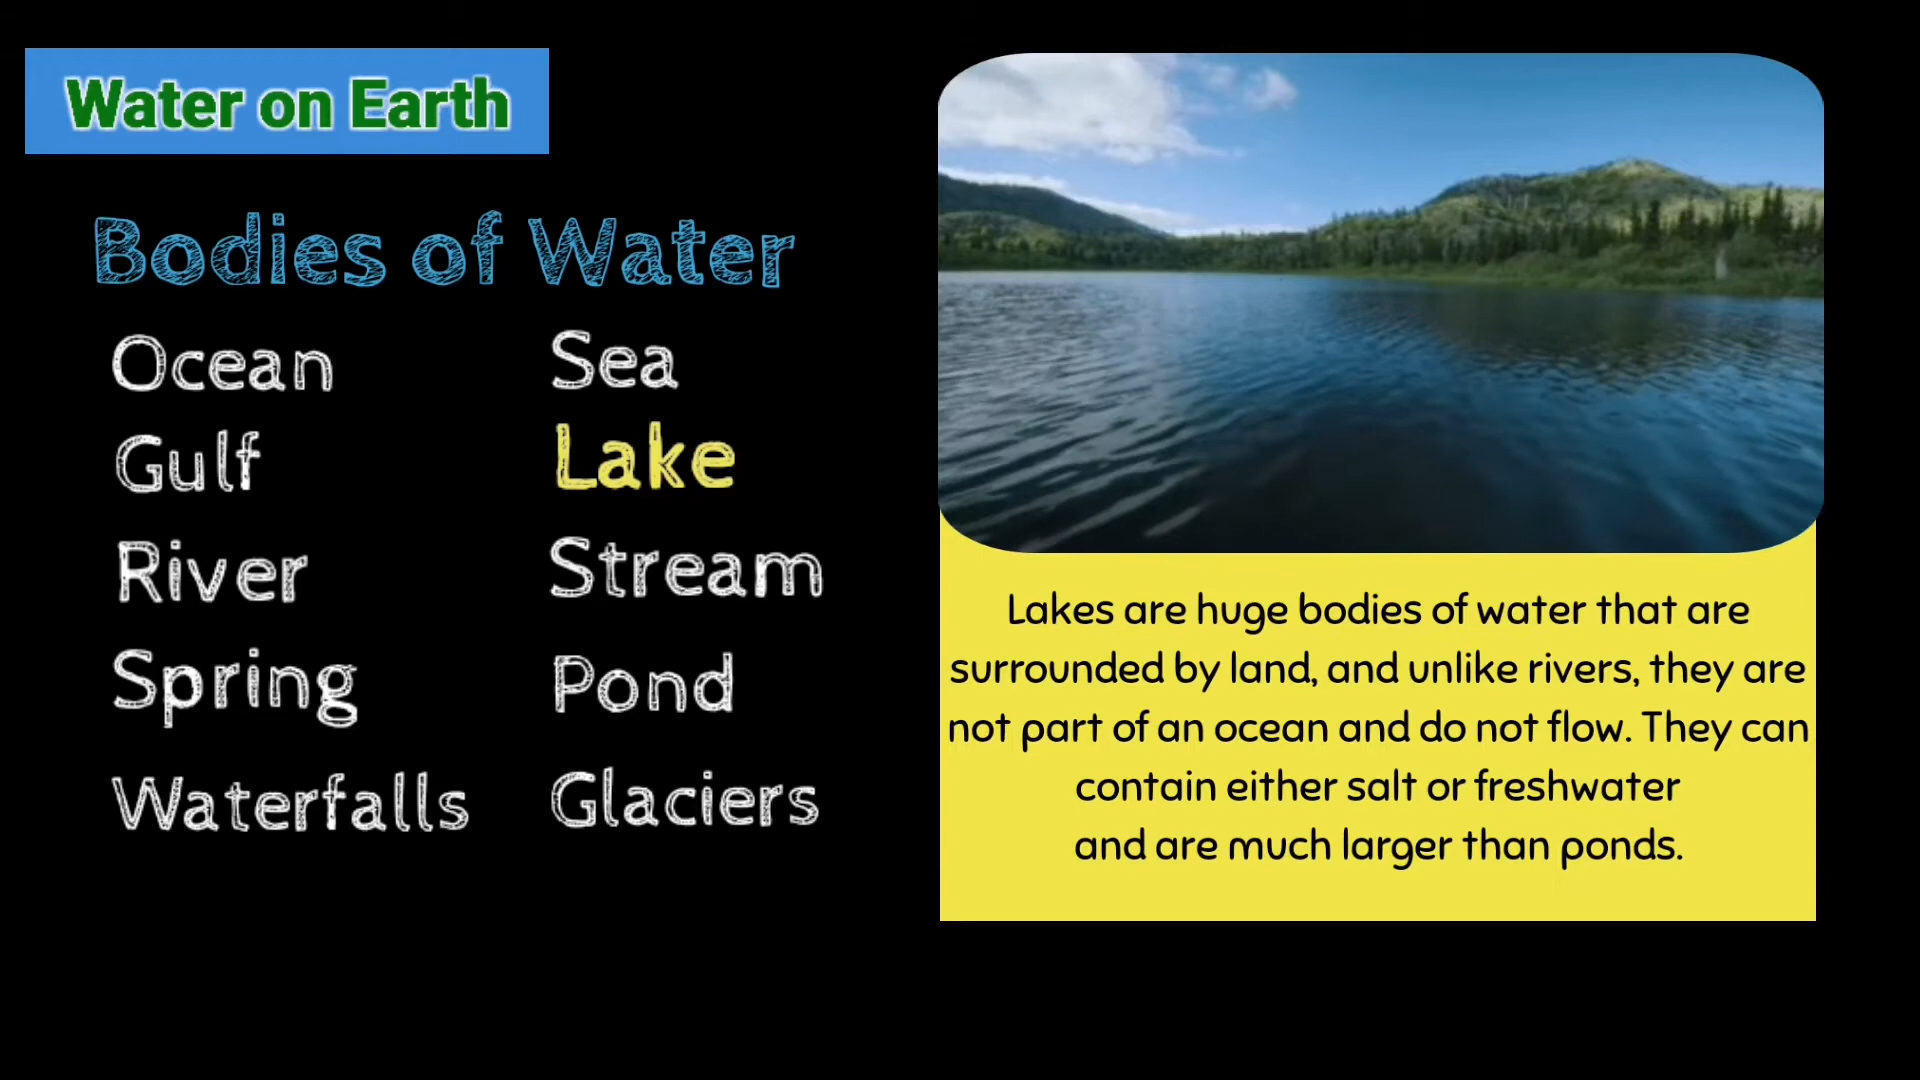 Water on Earth
Bodies of Water
Ocean
Sea
Gulf
Lake
River
Stream
Spring
Pond
Waterfalls
Glaciers
Lakes are huge bodies of water that are
surrounded by land, and unlike rivers, they are
not part of an ocean and do not flow. They can
contain either salt or freshwater
and are much larger than ponds.